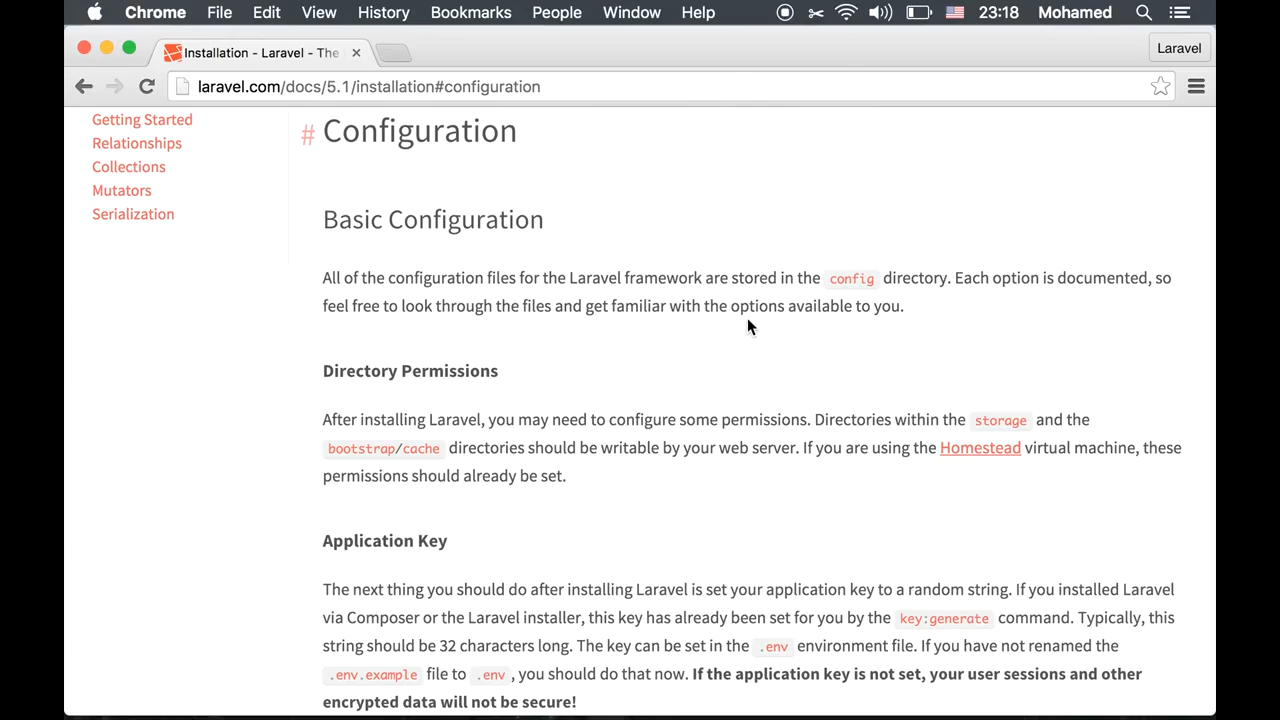 Chrome File Edit View History Bookmarks People Window Help 23:18 Mohamed
Installation - Laravel - The
Laravel
laravel.com/docs/5.1/installation#configuration
Getting Started
Relationships
Collections
Mutators
Serialization
# Configuration
Basic Configuration
All of the configuration files for the Laravel framework are stored in the config directory. Each option is documented, so
feel free to look through the files and get familiar with the options available to you.
Directory Permissions
After installing Laravel, you may need to configure some permissions. Directories within the storage and the
bootstrap/cache directories should be writable by your web server. If you are using the Homestead virtual machine, these
permissions should already be set.
Application Key
The next thing you should do after installing Laravel is set your application key to a random string. If you installed Laravel
via Composer or the Laravel installer, this key has already been set for you by the key:generate command. Typically, this
string should be 32 characters long. The key can be set in the .env environment file. If you have not renamed the
.env.example file to .env , you should do that now. If the application key is not set, your user sessions and other
encrypted data will not be secure!